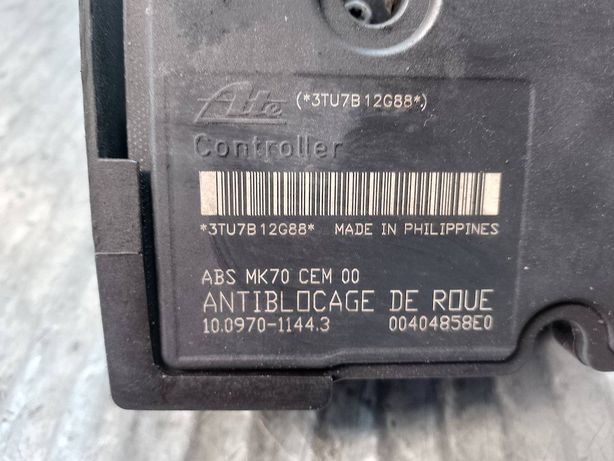 Ate (*3TU7B12G88*)
Controller
*3TU7B12G88* MADE IN PHILIPPINES
ABS MK70 CEM 00
ANTIBLOCAGE DE ROUE
10.0970-1144.3 00404858E0